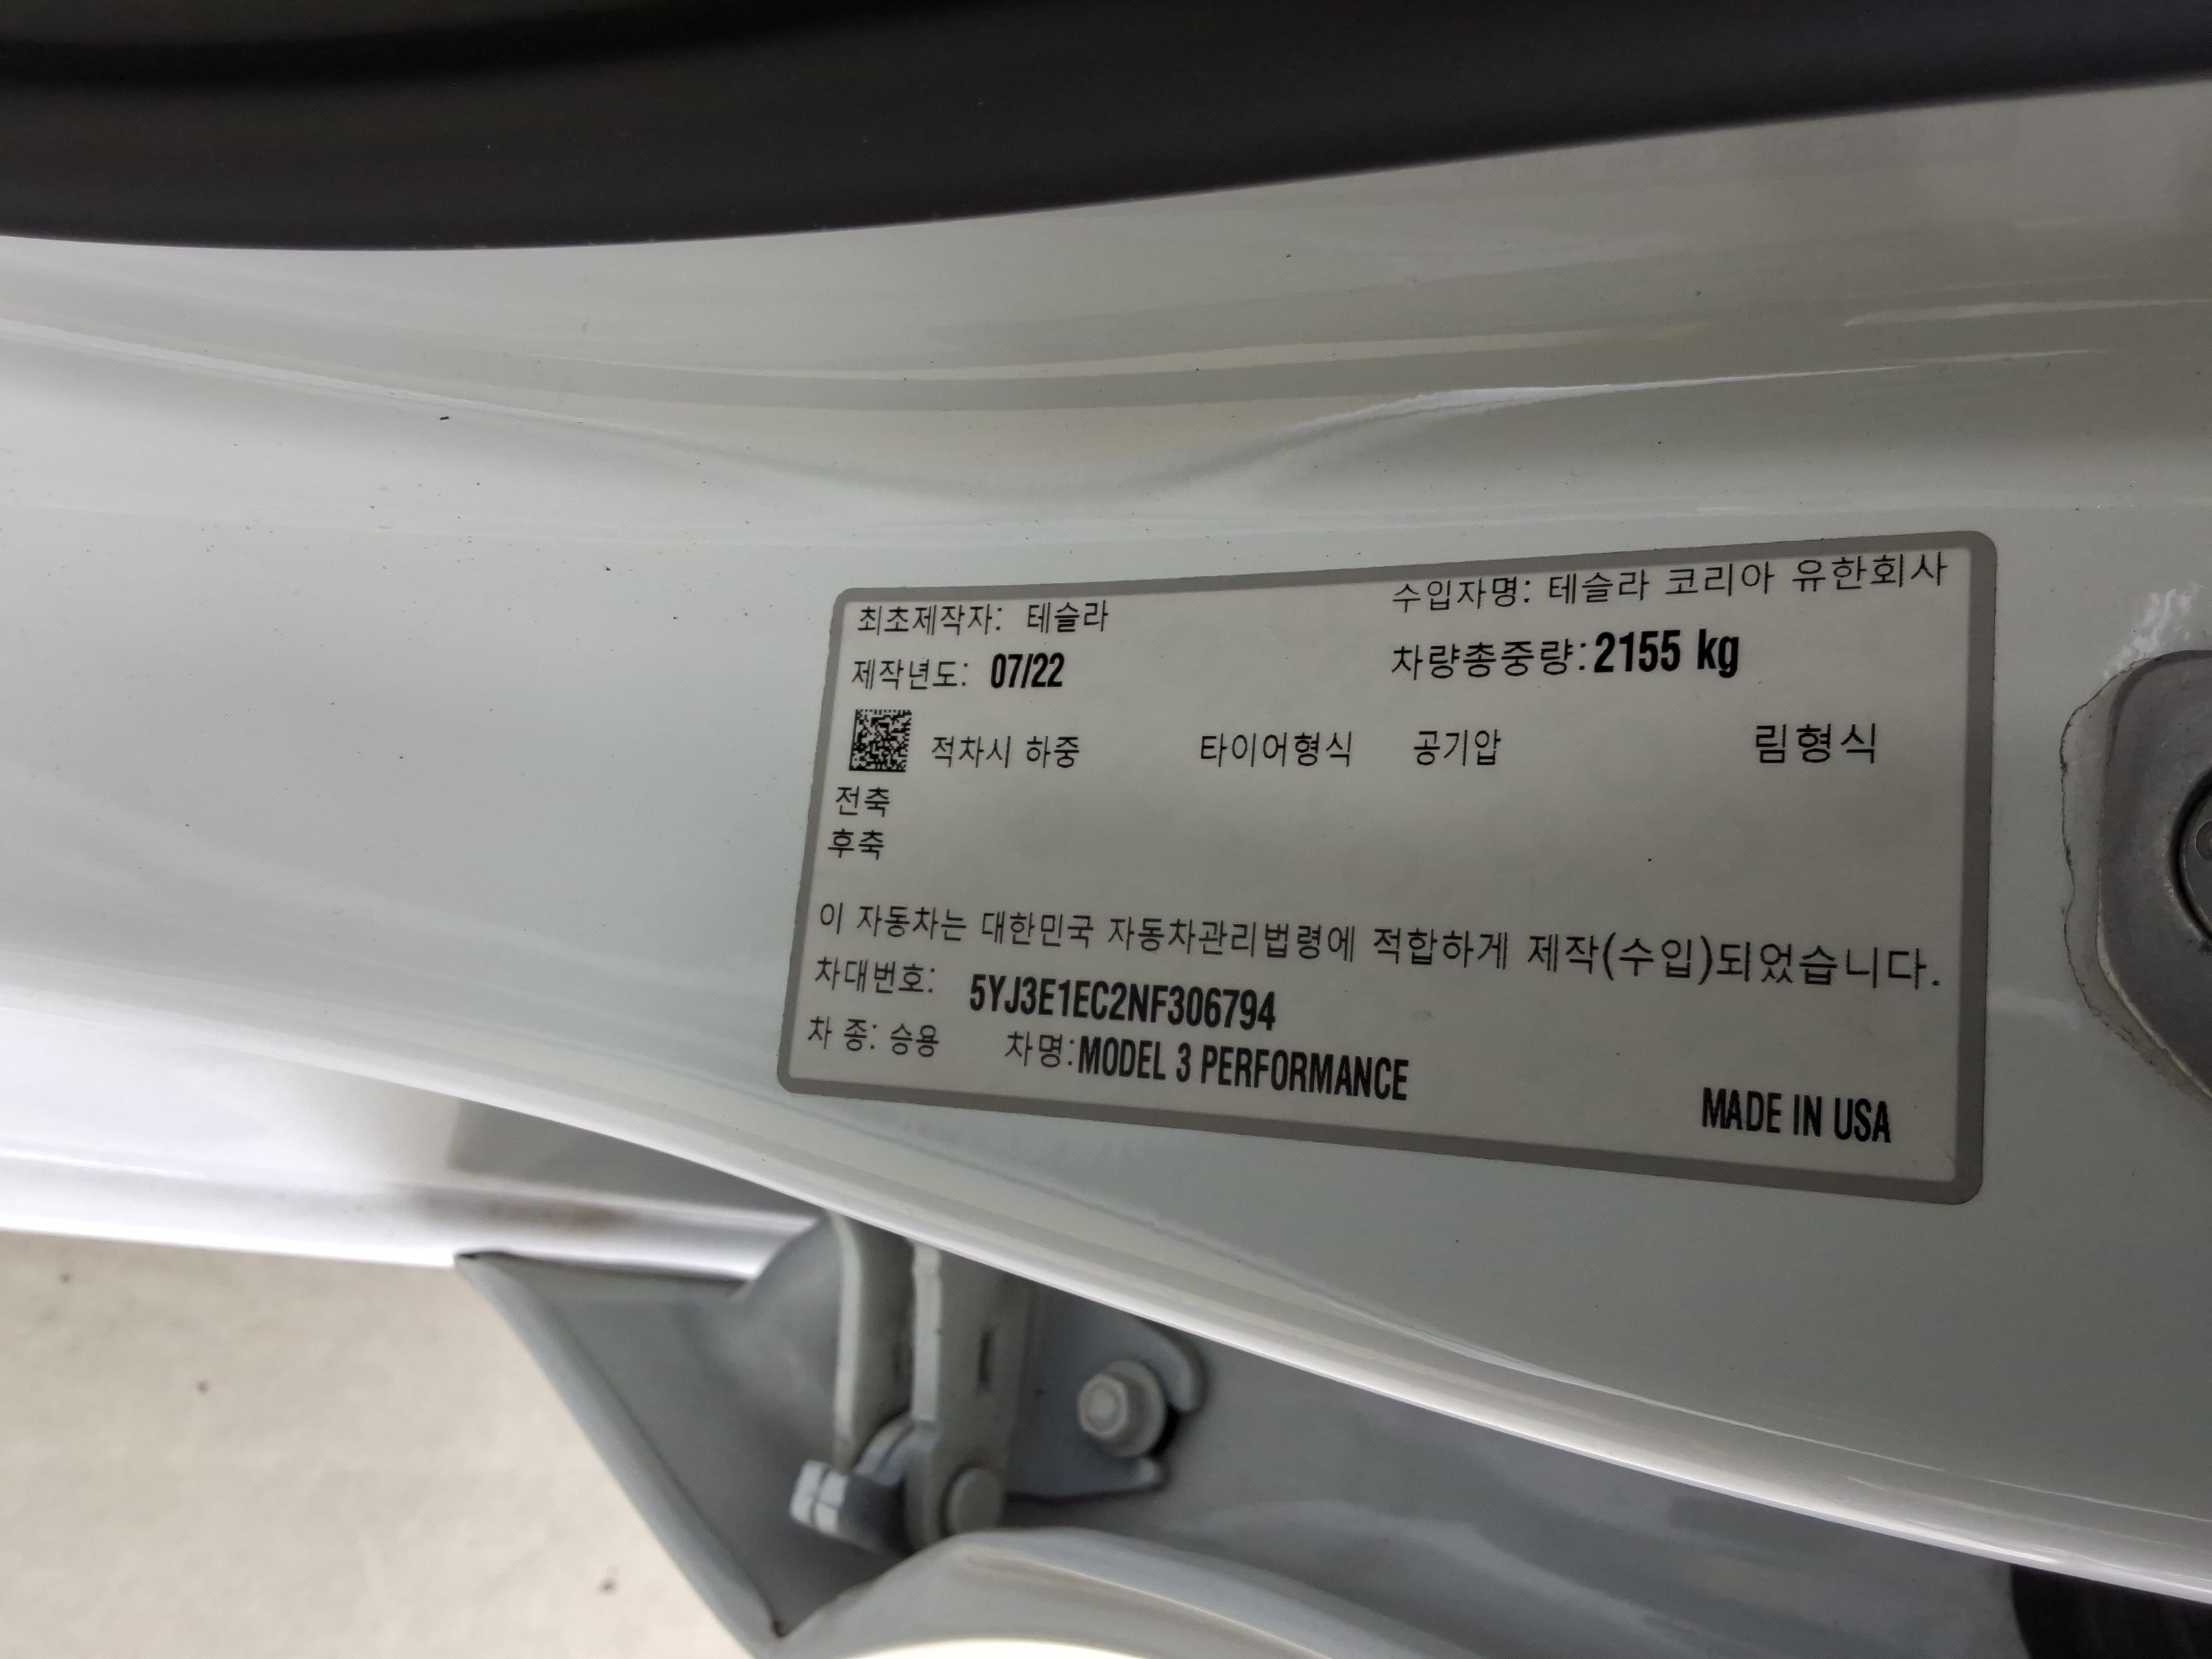 최초제작자: 테슬라
수입자명: 테슬라 코리아 유한회사
제작년도: 07/22
차량총중량: 2155 kg
적차시 하중 타이어형식 공기압 림형식
전축
후축
이 자동차는 대한민국 자동차관리법령에 적합하게 제작(수입)되었습니다.
차대번호: 5YJ3E1EC2NF306794
차 종: 승용 차명: MODEL 3 PERFORMANCE
MADE IN USA